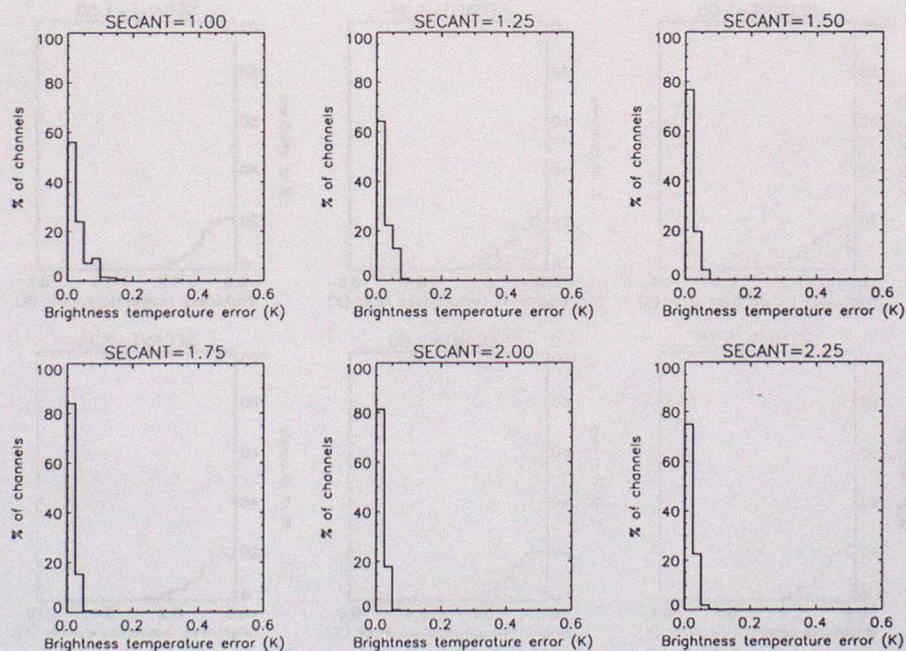 SECANT=1.00
SECANT=1.25
SECANT=1.50
100
80
60
40
20
0
% of channels
0.0 0.2 0.4 0.6
Brightness temperature error (K)
100
80
60
40
20
0
% of channels
0.0 0.2 0.4 0.6
Brightness temperature error (K)
100
80
60
40
20
0
% of channels
0.0 0.2 0.4 0.6
Brightness temperature error (K)
SECANT=1.75
SECANT=2.00
SECANT=2.25
100
80
60
40
20
0
% of channels
0.0 0.2 0.4 0.6
Brightness temperature error (K)
100
80
60
40
20
0
% of channels
0.0 0.2 0.4 0.6
Brightness temperature error (K)
100
80
60
40
20
0
% of channels
0.0 0.2 0.4 0.6
Brightness temperature error (K)